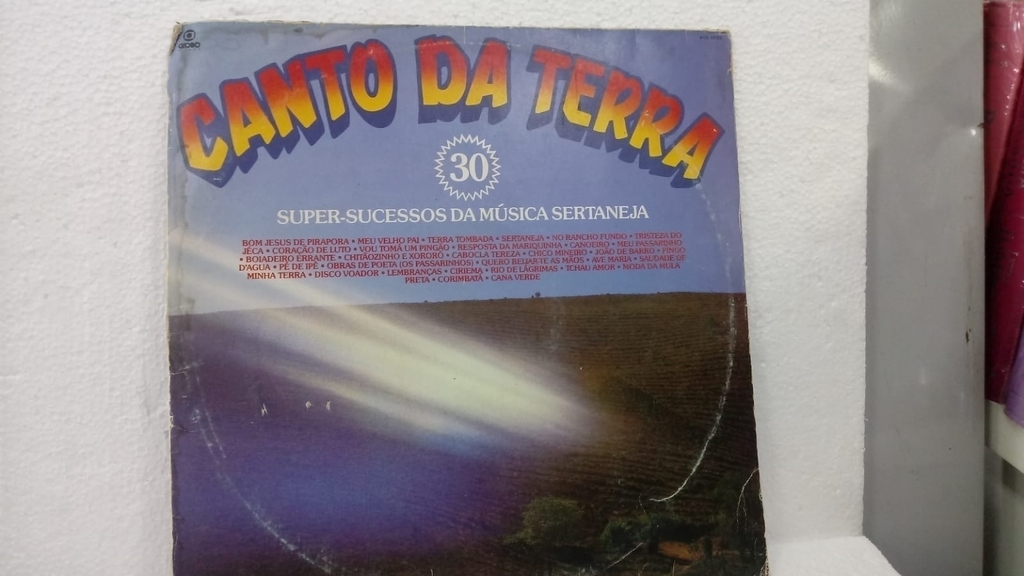 GLOBO
CANTO DA TERRA
30
SUPER-SUCESSOS DA MÚSICA SERTANEJA
BOM JESUS DE PIRAPORA • MEU VELHO PAI • TERRA TOMBADA • SERTANEJA • NO RANCHO FUNDO • TRISTEZA DO
JECA • CORAÇÃO DE LUTO • VOU TOMÁ UM PINGÃO • RESPOSTA DA MARIQUINHA • CANOEIRO • MEU PASSARINHO
• BOIADEIRO ERRANTE • CHITÃOZINHO E XORORÓ • CABOCLA TEREZA • CHICO MINEIRO • JOÃO DE BARRO • PINGO
D'AGUA • PÉ DE IPÊ • OBRAS DE POETA (OS PASSARINHOS) • QUERO BEIJAR-TE AS MÃOS • AVE MARIA • SAUDADE DE
MINHA TERRA • DISCO VOADOR • LEMBRANÇAS • CIRIEMA • RIO DE LÁGRIMAS • TCHAU AMOR • MODA DA MULA
PRETA • CORIMBATÁ • CANA VERDE